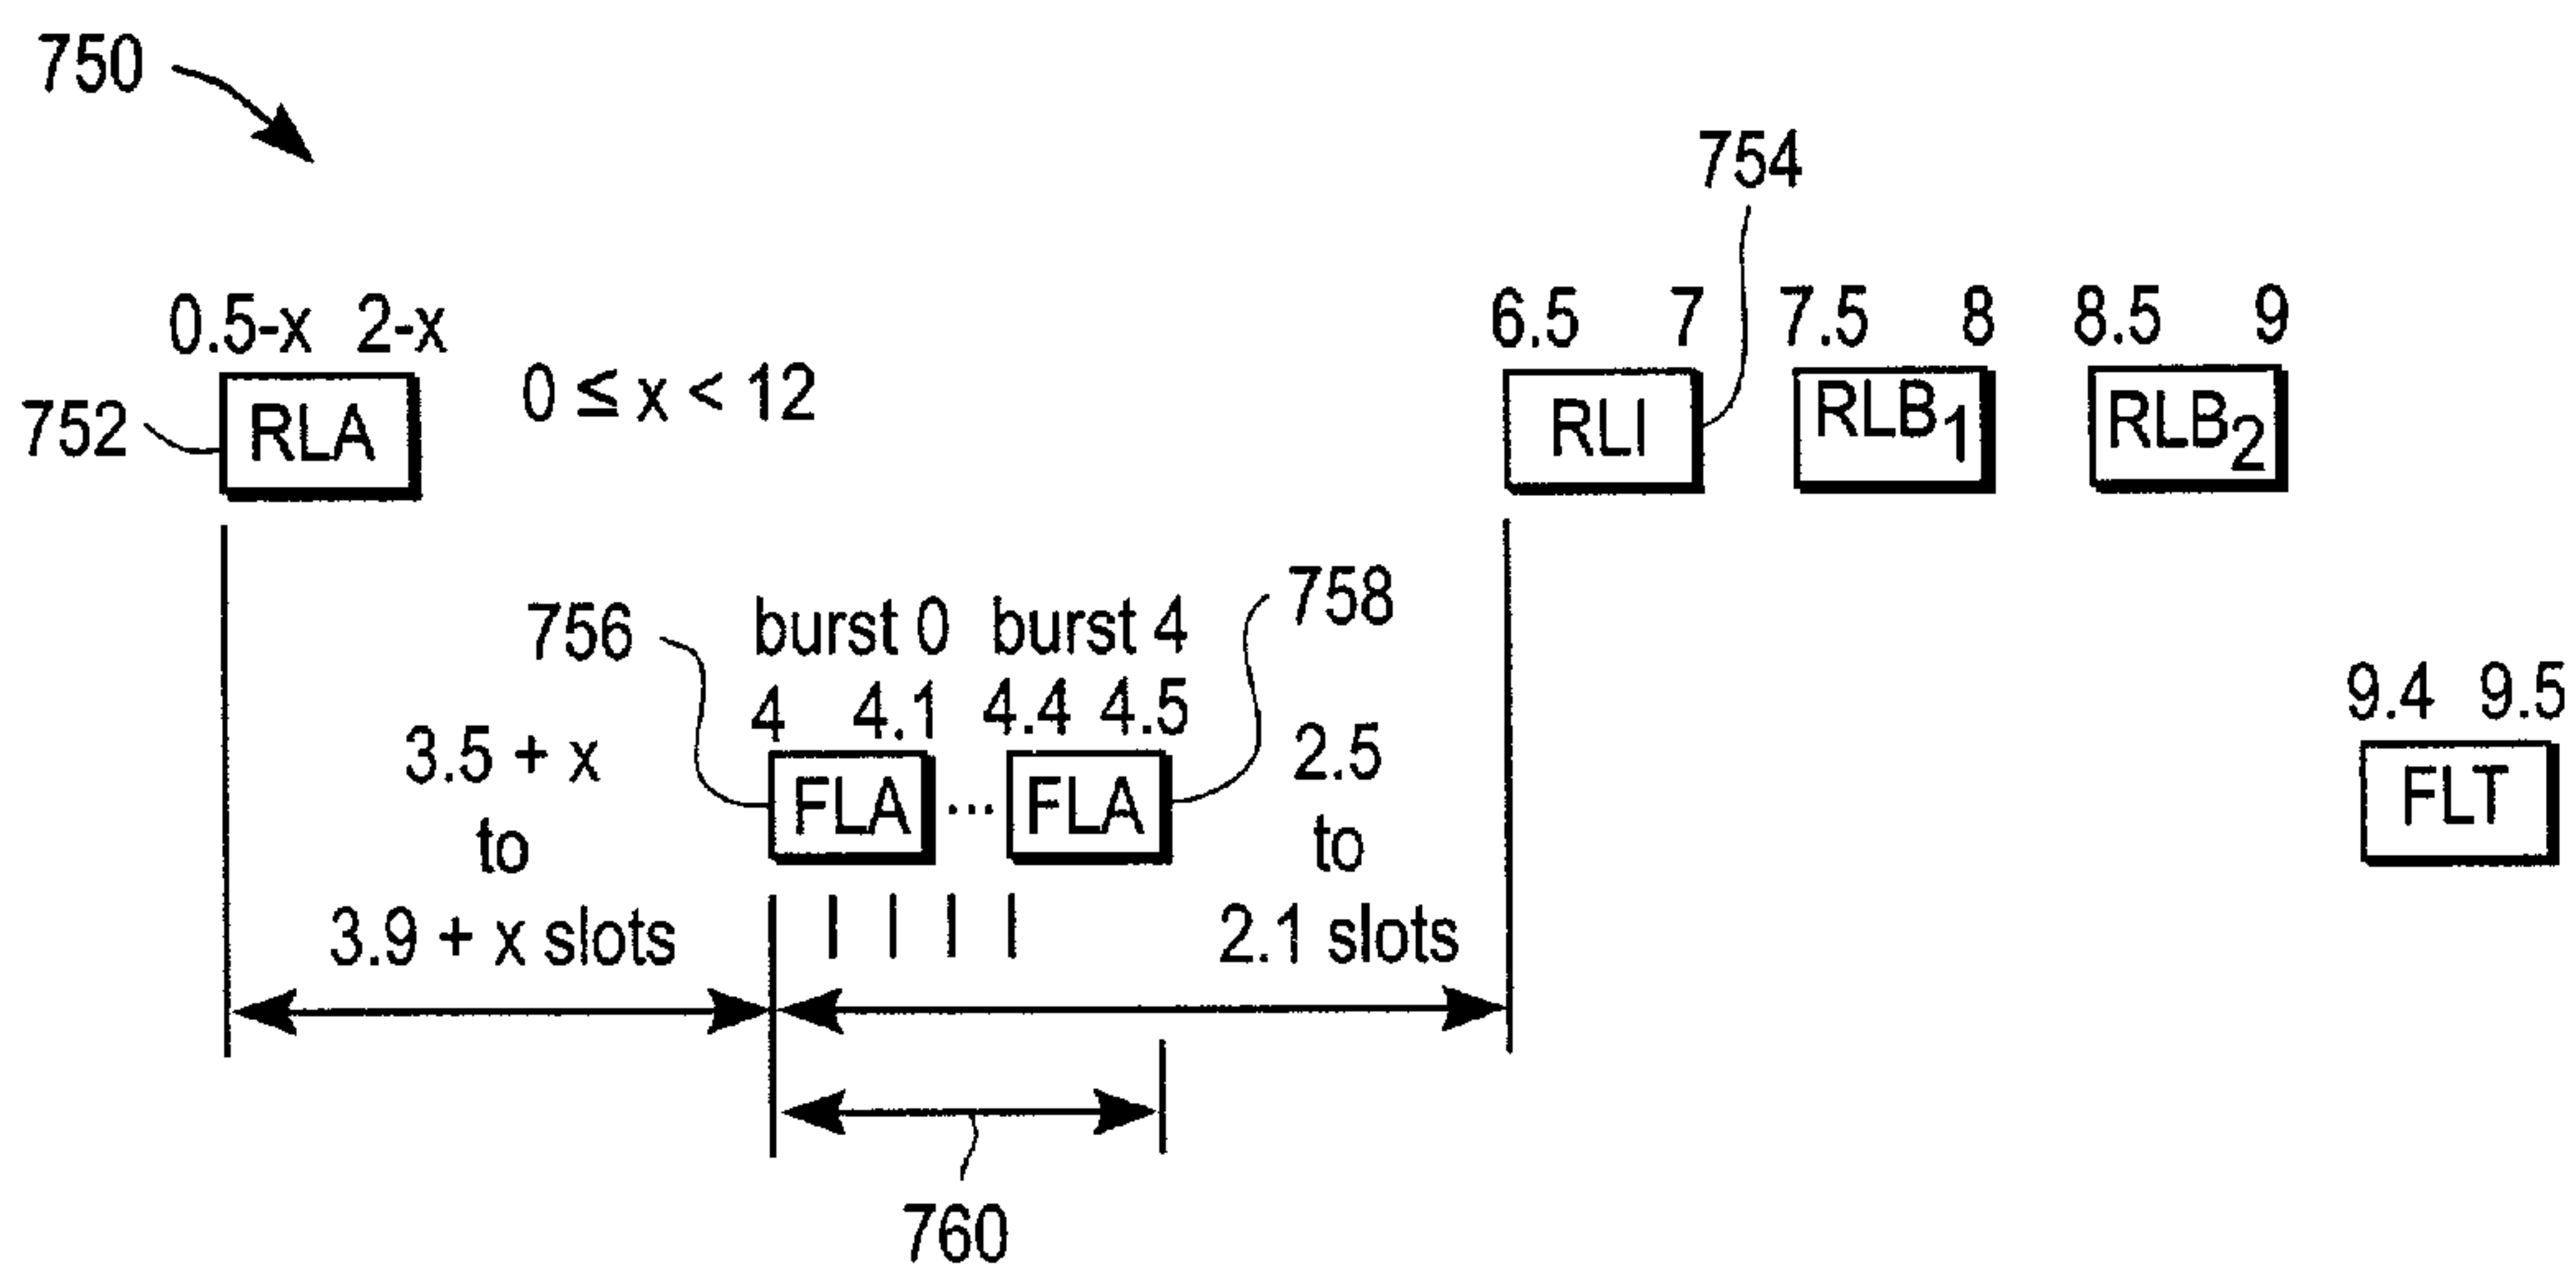 750
754
0.5-x 2-x
0 ≤ x < 12
6.5 7 7.5 8 8.5 9
752
RLA
RLI
RLB1
RLB2
756
burst 0 burst 4
758
4 4.1 4.4 4.5
9.4 9.5
3.5 + x
to
3.9 + x slots
FLA ... FLA
2.5
to
2.1 slots
FLT
760